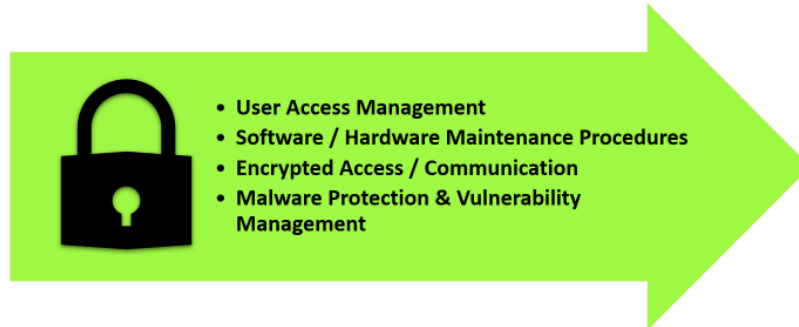 • User Access Management
• Software / Hardware Maintenance Procedures
• Encrypted Access / Communication
• Malware Protection & Vulnerability
Management